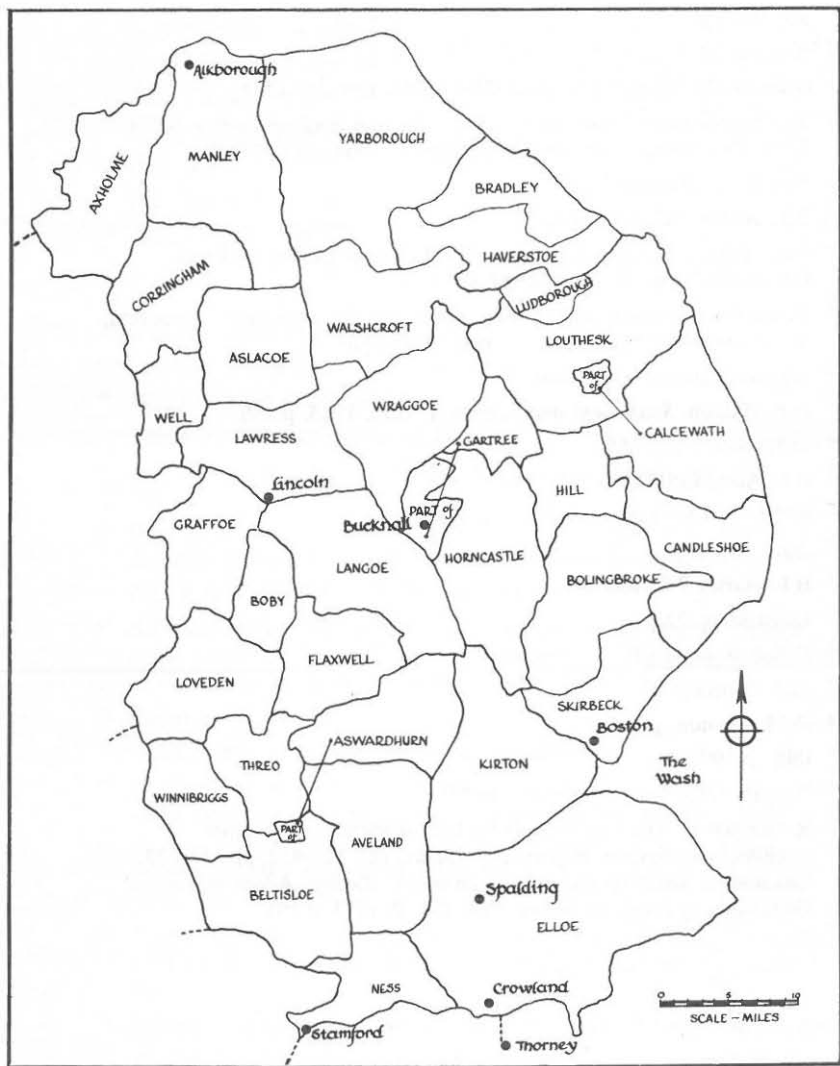 Alkborough
YARBOROUGH
MANLEY
AXHOLME
BRADLEY
HAVERSTOE
CORRINGHAM
LUDBOROUGH
WALSHCROFT
LOUTHESK
ASLACOE
PART
of
WRAGGOE
WELL
CALCEWATH
LAWRESS
GARTREE
Lincoln
HILL
PART of
GRAFFOE
Bucknall
CANDLESHOE
HORNCASTLE
LANGOE
BOLINGBROKE
BOBY
FLAXWELL
LOVEDEN
SKIRBECK
Boston
ASWARDHURN
THREO
KIRTON
The
Wash
WINNIBRIGGS
PART
of
AVELAND
BELTISLOE
Spalding
ELLOE
NESS
Crowland
0 5 10
SCALE - MILES
Stamford
Thorney